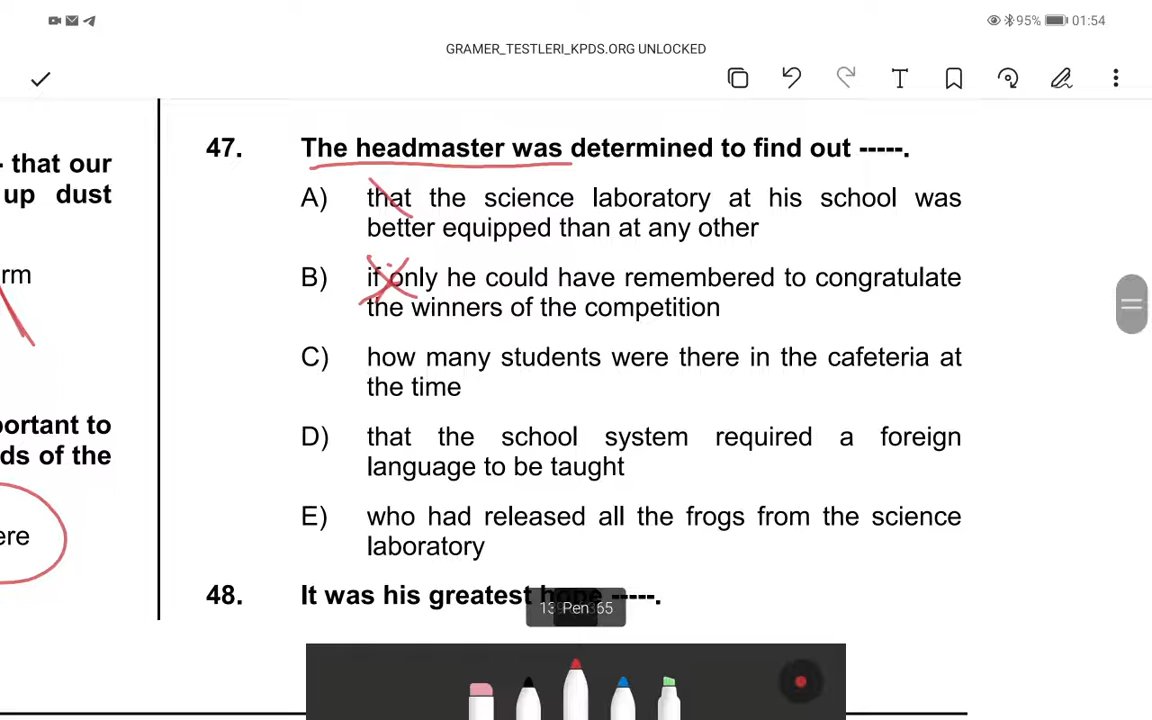 95% 01:54
GRAMER_TESTLERI_KPDS.ORG UNLOCKED
- that our
up dust
rm
portant to
ds of the
ere
47. The headmaster was determined to find out -----.
A) that the science laboratory at his school was
better equipped than at any other
B) if only he could have remembered to congratulate
the winners of the competition
C) how many students were there in the cafeteria at
the time
D) that the school system required a foreign
language to be taught
E) who had released all the frogs from the science
laboratory
48. It was his greatest hope -----.
Pen